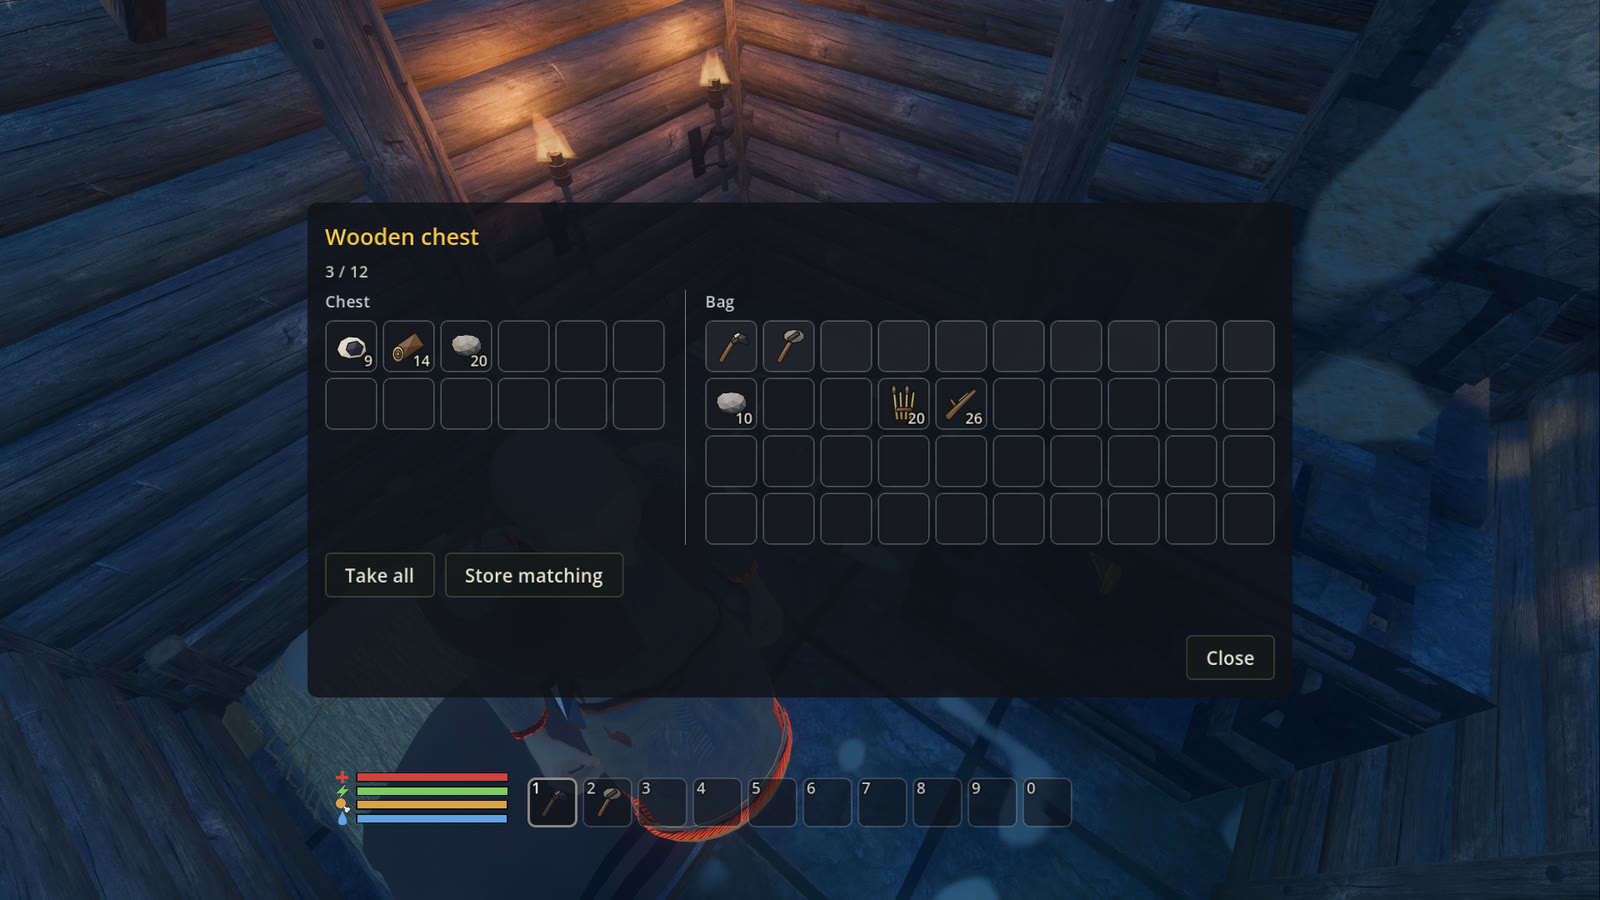 Wooden chest
3 / 12
Chest
Bag
9 14 20
10 20 26
Take all Store matching
Close
1 2 3 4 5 6 7 8 9 0